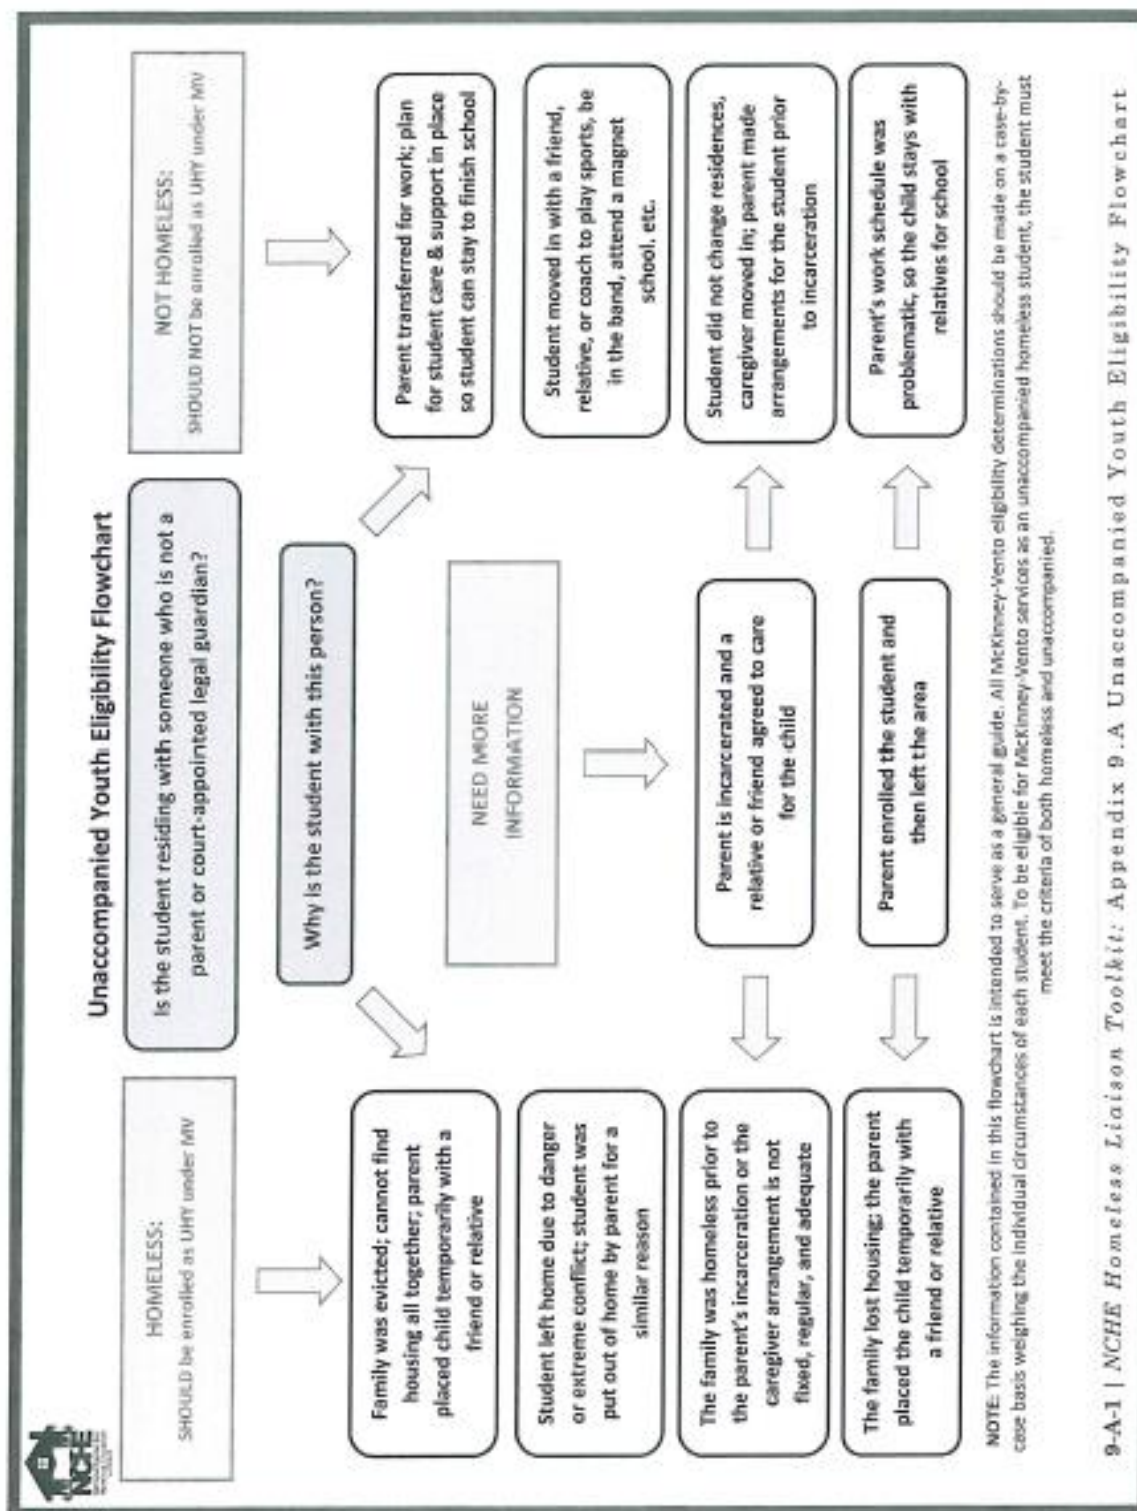 NCHE
Unaccompanied Youth Eligibility Flowchart
HOMELESS:
SHOULD be enrolled as UHY under MV
Is the student residing with someone who is not a
parent or court-appointed legal guardian?
NOT HOMELESS:
SHOULD NOT be enrolled as UHY under MV
Why is the student with this person?
Family was evicted; cannot find
housing all together; parent
placed child temporarily with a
friend or relative
Parent transferred for work; plan
for student care & support in place
so student can stay to finish school
NEED MORE
INFORMATION
Student left home due to danger
or extreme conflict; student was
put out of home by parent for a
similar reason
Student moved in with a friend,
relative, or coach to play sports, be
in the band, attend a magnet
school. etc.
The family was homeless prior to
the parent's incarceration or the
caregiver arrangement is not
fixed, regular, and adequate
Parent is incarcerated and a
relative or friend agreed to care
for the child
Student did not change residences,
caregiver moved in; parent made
arrangements for the student prior
to incarceration
The family lost housing; the parent
placed the child temporarily with
a friend or relative
Parent enrolled the student and
then left the area
Parent's work schedule was
problematic, so the child stays with
relatives for school
NOTE: The information contained in this flowchart is intended to serve as a general guide. All McKinney-Vento eligibility determinations should be made on a case-by-
case basis weighing the individual circumstances of each student. To be eligible for McKinney-Vento services as an unaccompanied homeless student, the student must
meet the criteria of both homeless and unaccompanied.
9-A-1 | NCHE Homeless Liaison Toolkit: Appendix 9.A Unaccompanied Youth Eligibility Flowchart